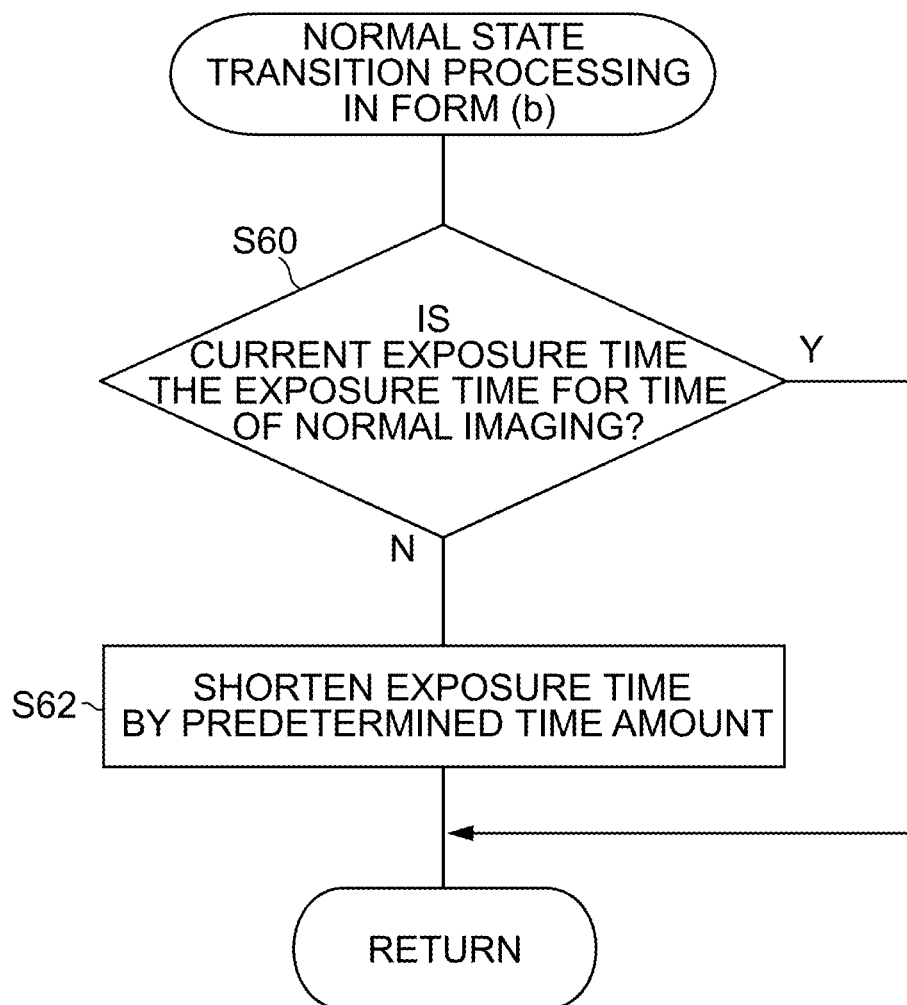 NORMAL STATE
TRANSITION PROCESSING
IN FORM (b)
S60
IS
CURRENT EXPOSURE TIME
THE EXPOSURE TIME FOR TIME
OF NORMAL IMAGING?
Y
N
S62
SHORTEN EXPOSURE TIME
BY PREDETERMINED TIME AMOUNT
RETURN